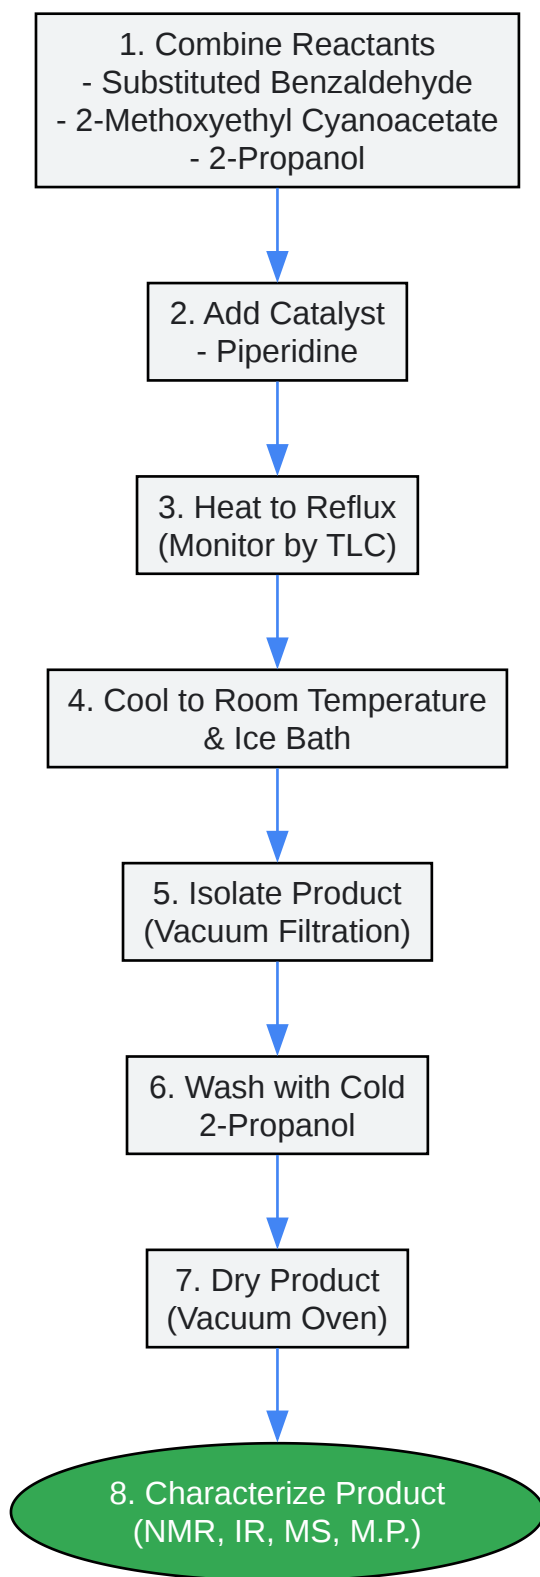 1. Combine Reactants
- Substituted Benzaldehyde
- 2-Methoxyethyl Cyanoacetate
- 2-Propanol
2. Add Catalyst
- Piperidine
3. Heat to Reflux
(Monitor by TLC)
4. Cool to Room Temperature
& Ice Bath
5. Isolate Product
(Vacuum Filtration)
6. Wash with Cold
2-Propanol
7. Dry Product
(Vacuum Oven)
8. Characterize Product
(NMR, IR, MS, M.P.)